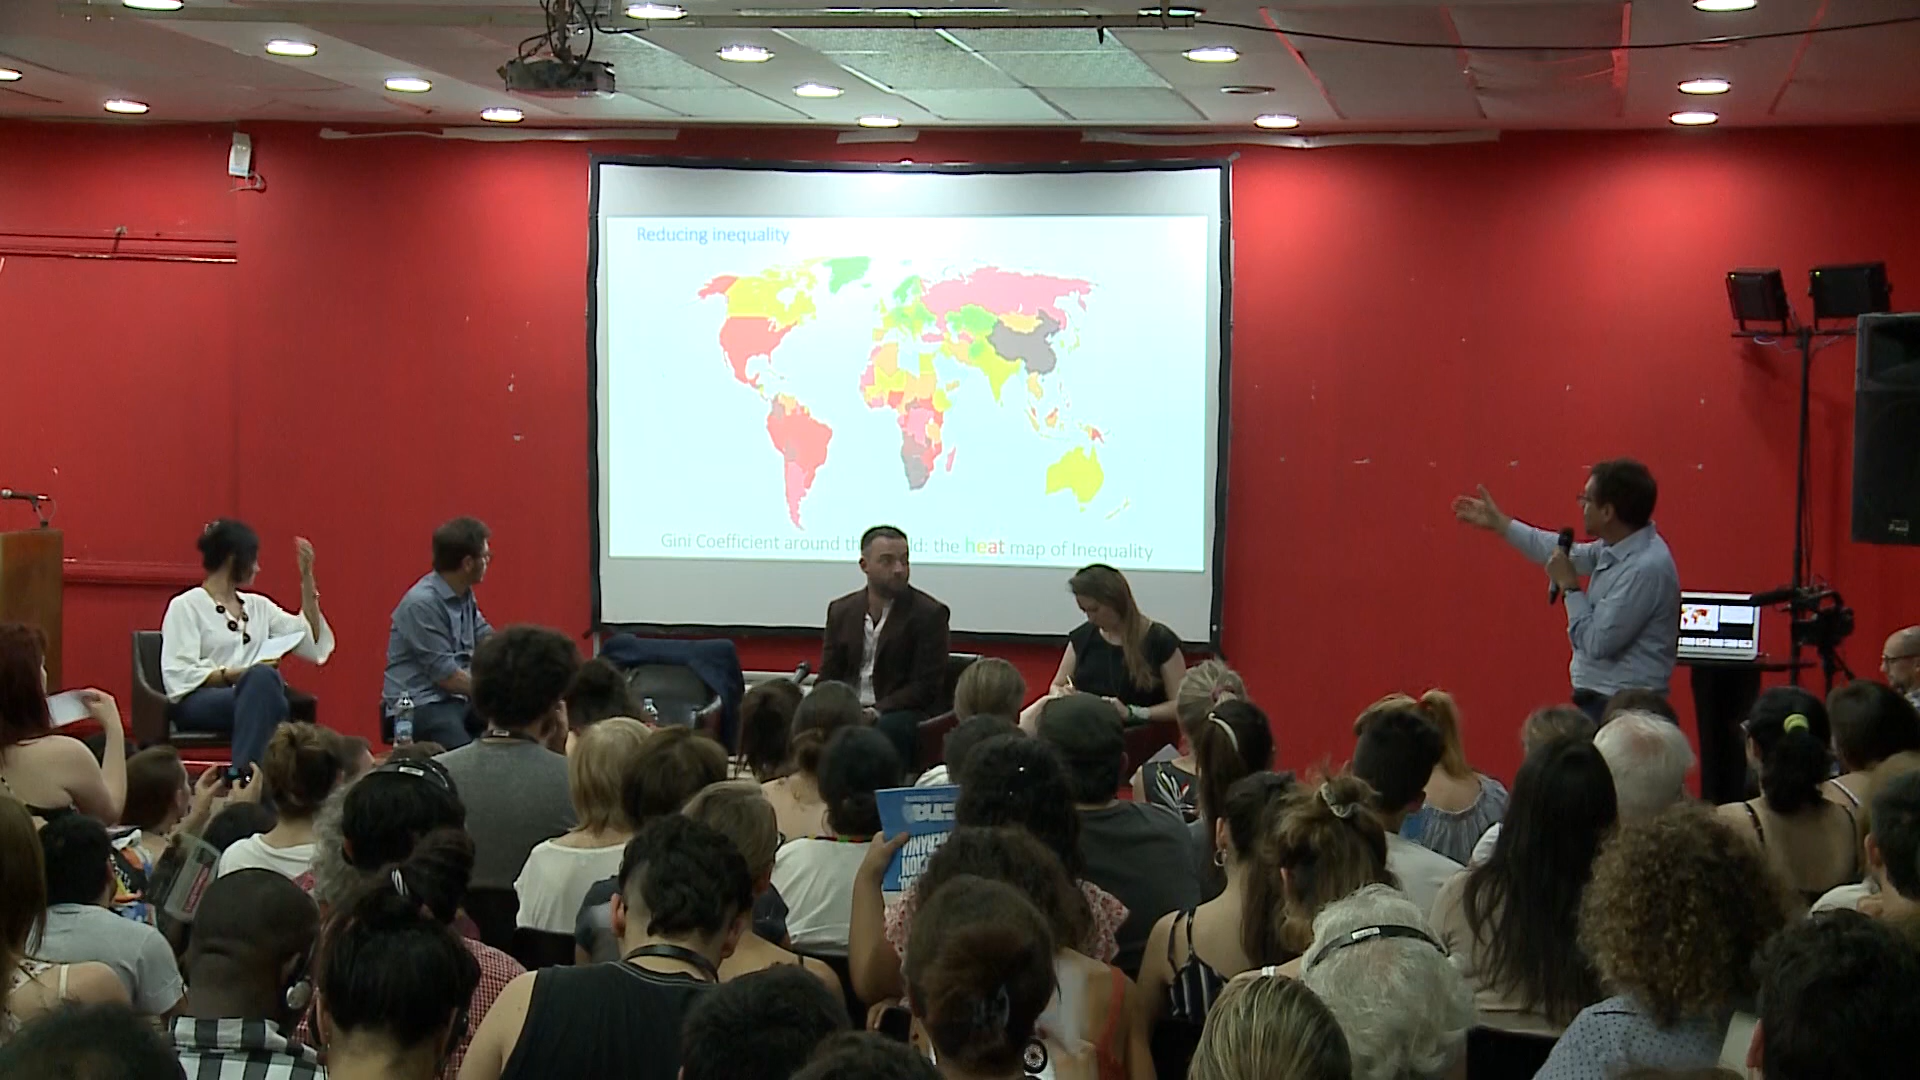 Reducing inequality
Gini Coefficient around th ld: the heat map of Inequality